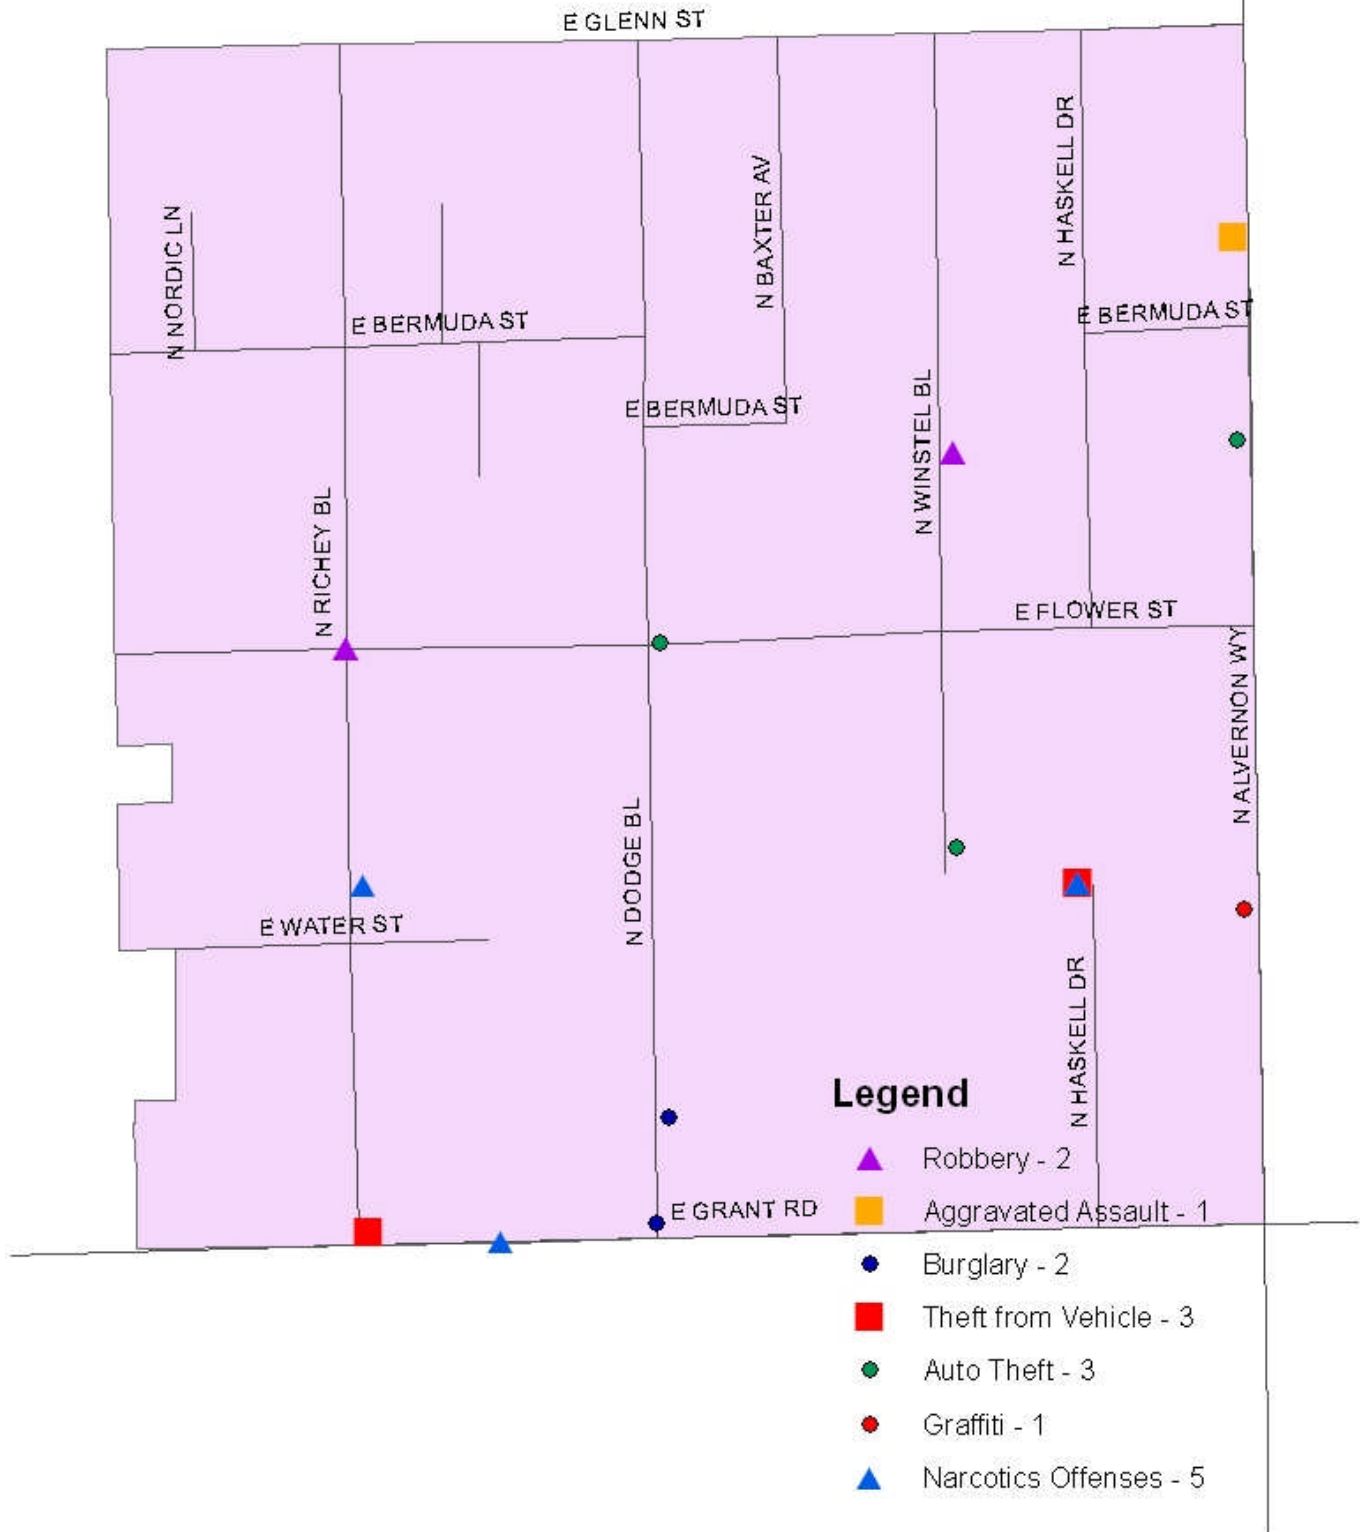 E GLENN ST
N HASKELL DR
N BAXTER AV
N NORDIC LN
E BERMUDA ST
E BERMUDA ST
E BERMUDA ST
N WINSTEL BL
N RICHEY BL
E FLOWER ST
N ALVERNON WY
N DODGE BL
E WATER ST
N HASKELL DR
E GRANT RD
Legend
Robbery - 2
Aggravated Assault - 1
Burglary - 2
Theft from Vehicle - 3
Auto Theft - 3
Graffiti - 1
Narcotics Offenses - 5